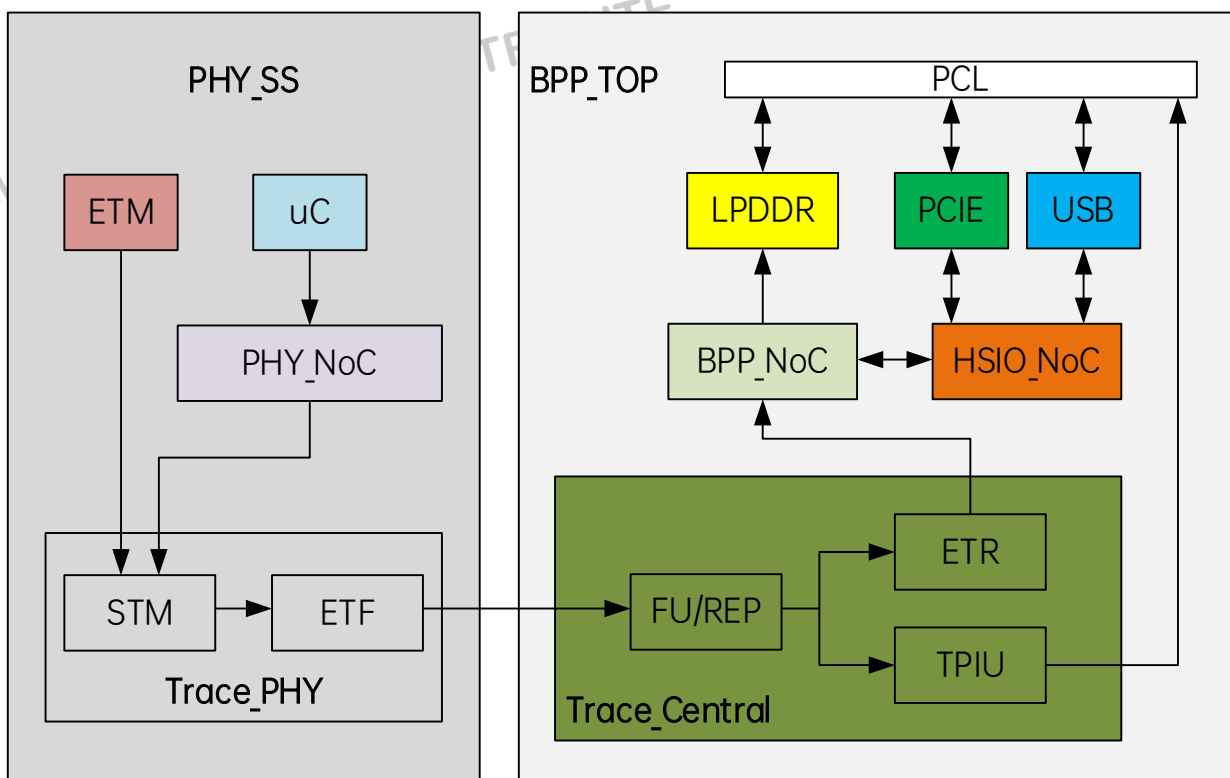 PHY_SS
ETM
uC
PHY_NoC
STM
ETF
Trace_PHY
BPP_TOP
PCL
LPDDR
PCIE
USB
BPP_NoC
HSIO_NoC
ETR
FU/REP
TPIU
Trace_Central